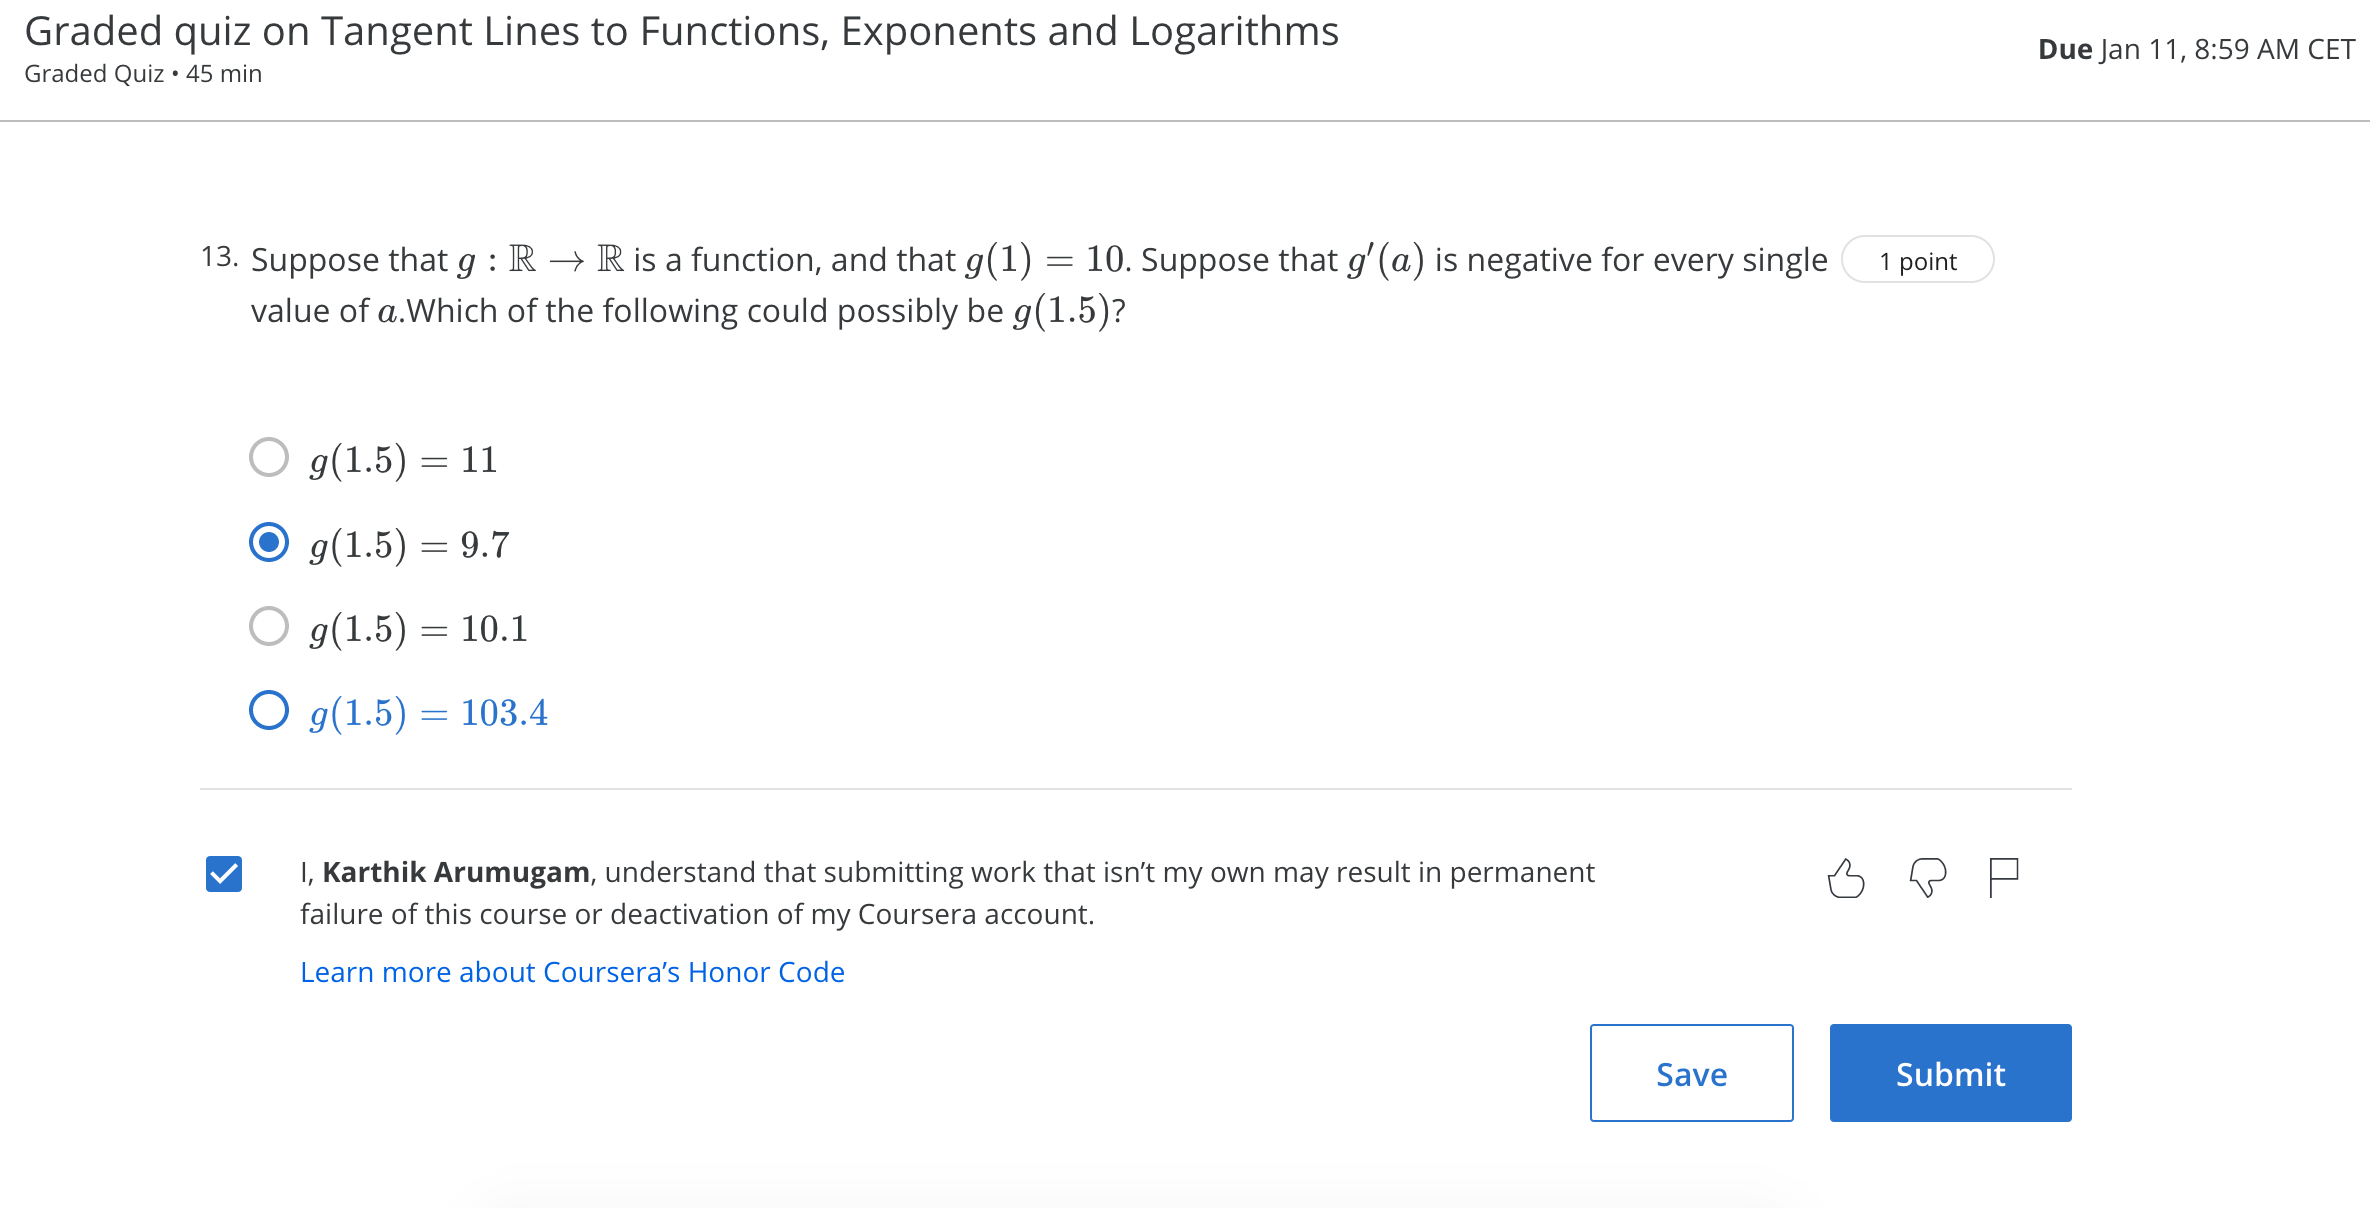 Graded quiz on Tangent Lines to Functions, Exponents and Logarithms
Graded Quiz • 45 min
Due Jan 11, 8:59 AM CET
13. Suppose that g : ℝ → ℝ is a function, and that g(1) = 10. Suppose that g′(a) is negative for every single
1 point
value of a.Which of the following could possibly be g(1.5)?
g(1.5) = 11
g(1.5) = 9.7
g(1.5) = 10.1
g(1.5) = 103.4
I, Karthik Arumugam, understand that submitting work that isn’t my own may result in permanent
failure of this course or deactivation of my Coursera account.
Learn more about Coursera’s Honor Code
Save
Submit